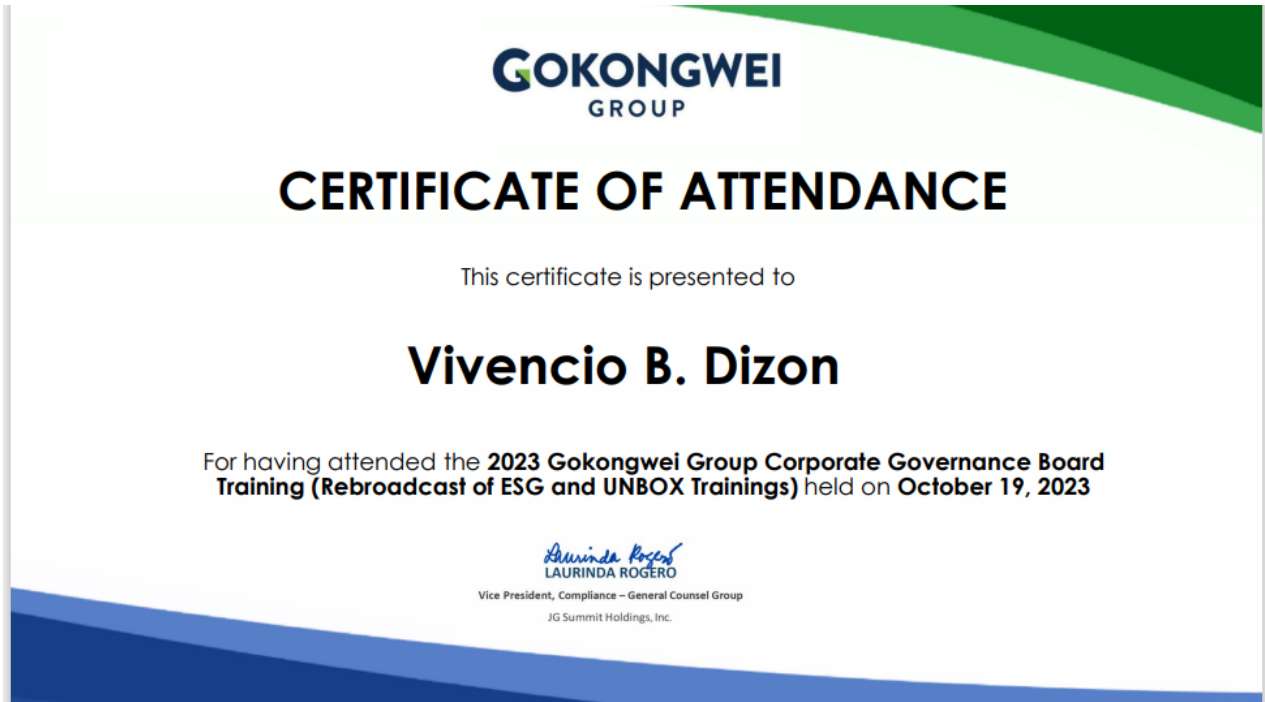 GOKONGWEI
GROUP
CERTIFICATE OF ATTENDANCE
This certificate is presented to
Vivencio B. Dizon
For having attended the 2023 Gokongwei Group Corporate Governance Board
Training (Rebroadcast of ESG and UNBOX Trainings) held on October 19, 2023
Laurinda Rogero
LAURINDA ROGERO
Vice President, Compliance – General Counsel Group
JG Summit Holdings, Inc.